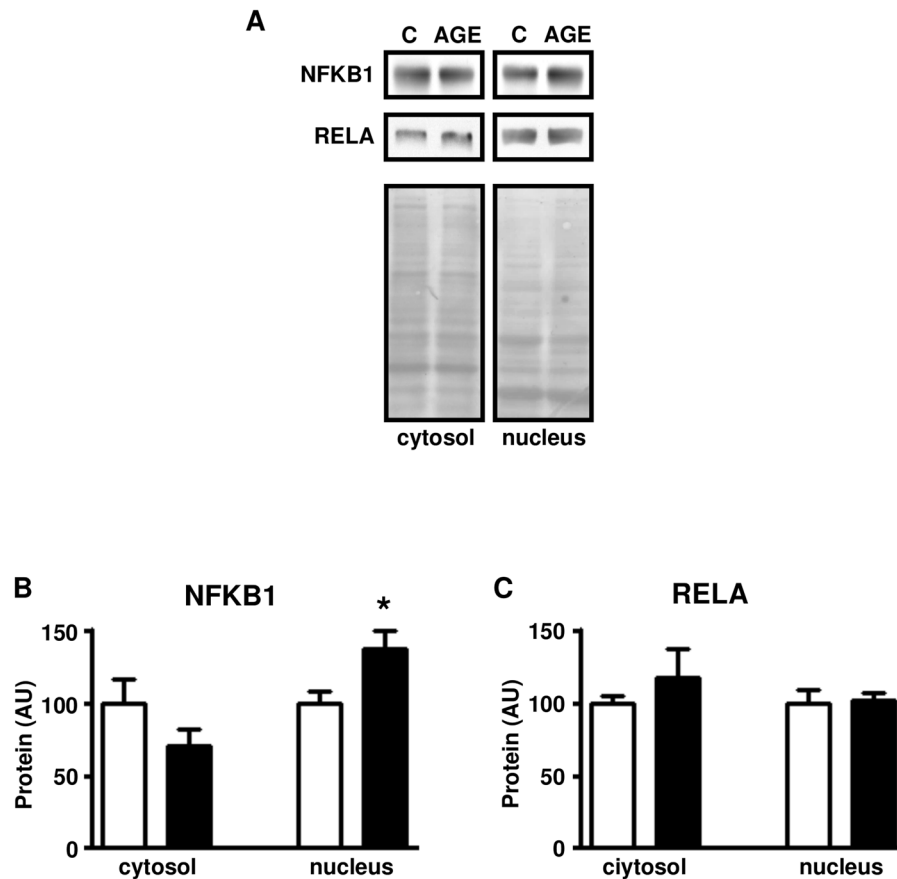 A
C AGE C AGE
NFKB1
RELA
cytosol nucleus
B NFKB1
*
150
100
50
0
Protein (AU)
cytosol nucleus
C RELA
150
100
50
0
Protein (AU)
ciytosol nucleus